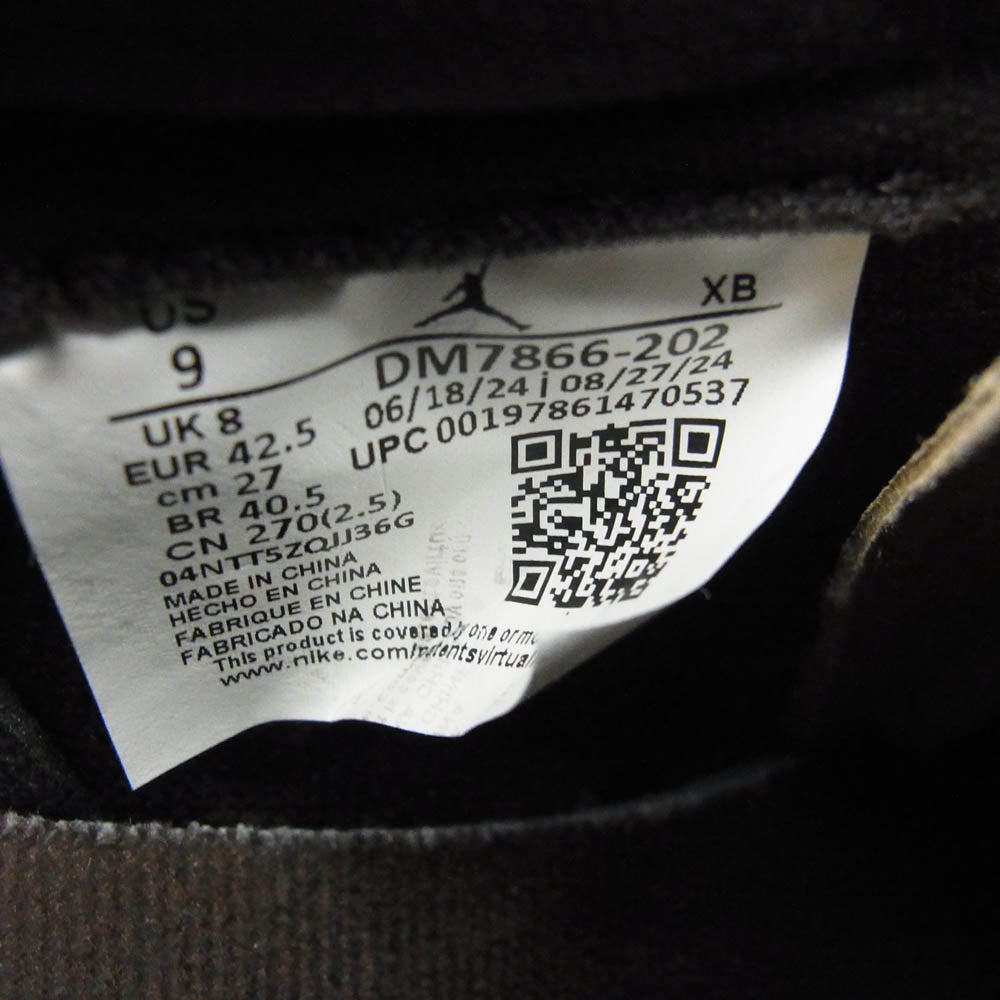 US
9
XB
DM7866-202
06/18/24 j 08/27/24
UPC 00197861470537
UK 8
EUR 42.5
cm 27
BR 40.5
CN 270(2.5)
04NTT5ZQJJ36G
MADE IN CHINA
HECHO EN CHINA
FABRIQUE EN CHINE
FABRICADO NA CHINA
This product is covered by one or
www.nike.com/patentsvirtual